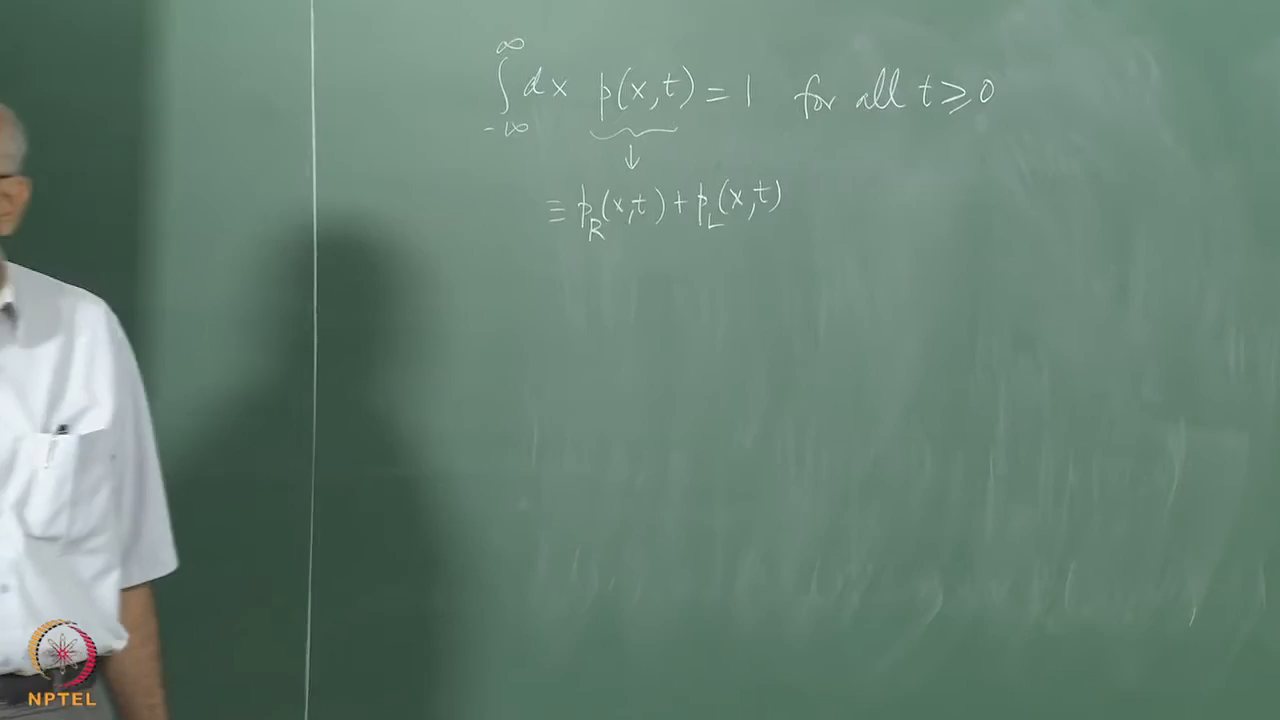 ∫_{-∞}^{∞} dx p(x,t) = 1 for all t ⩾ 0
↓
≡ p_R(x,t) + p_L(x,t)
NPTEL